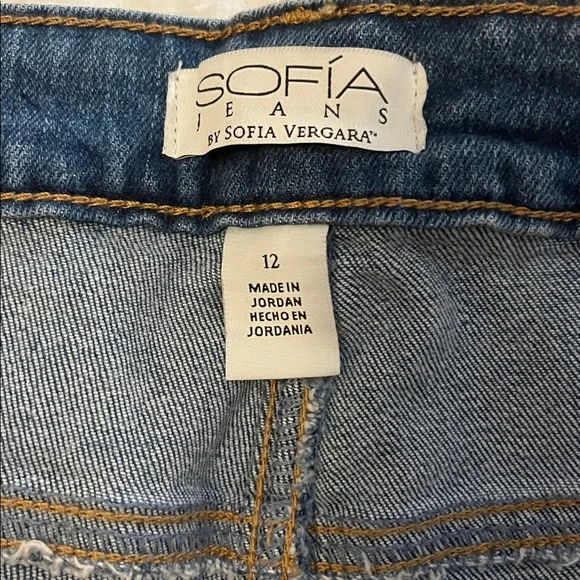 SOFÍA
JEANS
BY SOFIA VERGARA™
12
MADE IN
JORDAN
HECHO EN
JORDANIA